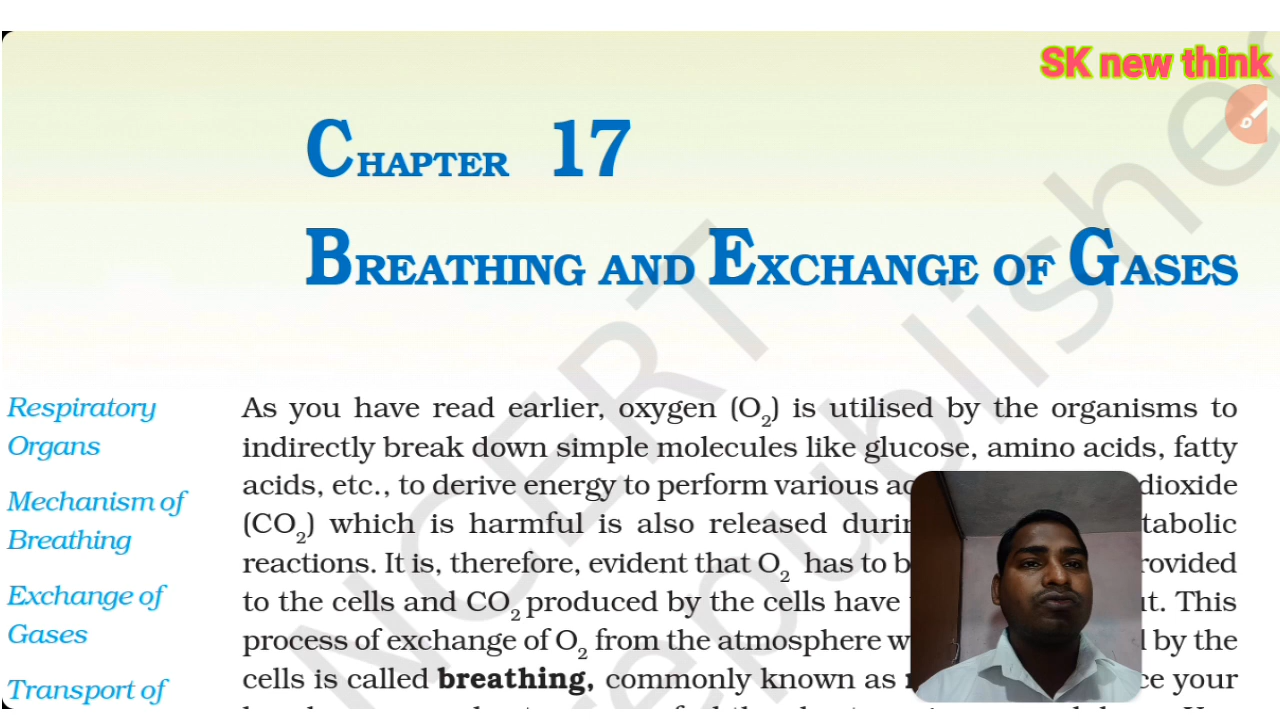 SK new think
CHAPTER 17
BREATHING AND EXCHANGE OF GASES
Respiratory
Organs
Mechanism of
Breathing
Exchange of
Gases
Transport of
As you have read earlier, oxygen (O2) is utilised by the organisms to
indirectly break down simple molecules like glucose, amino acids, fatty
acids, etc., to derive energy to perform various dioxide
(CO2) which is harmful is also released
reactions. It is, therefore, evident that O2 has to
to the cells and CO2 produced by the cells have This
process of exchange of O2 from the atmosphere by the
cells is called breathing, commonly known as your
NCERT
republished